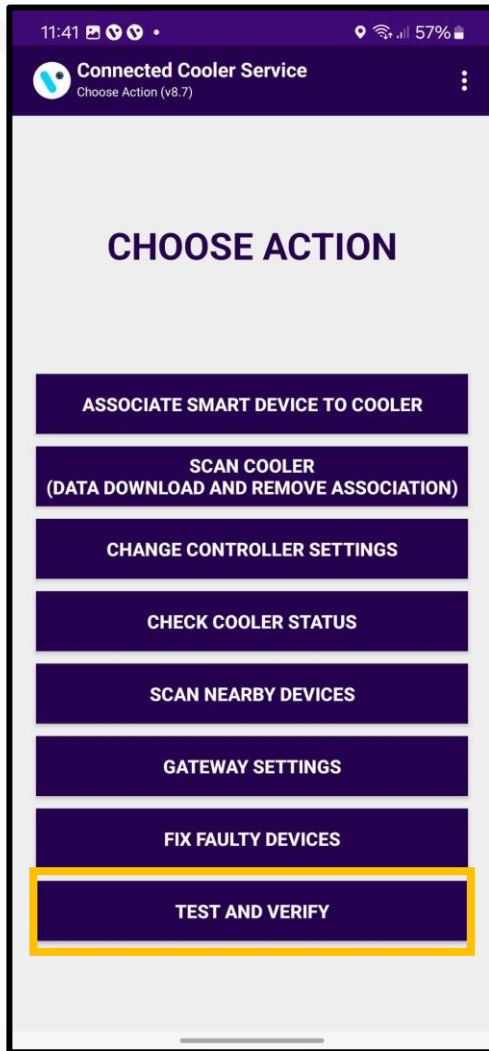 11:41
57%
Connected Cooler Service
Choose Action (v8.7)
CHOOSE ACTION
ASSOCIATE SMART DEVICE TO COOLER
SCAN COOLER
(DATA DOWNLOAD AND REMOVE ASSOCIATION)
CHANGE CONTROLLER SETTINGS
CHECK COOLER STATUS
SCAN NEARBY DEVICES
GATEWAY SETTINGS
FIX FAULTY DEVICES
TEST AND VERIFY